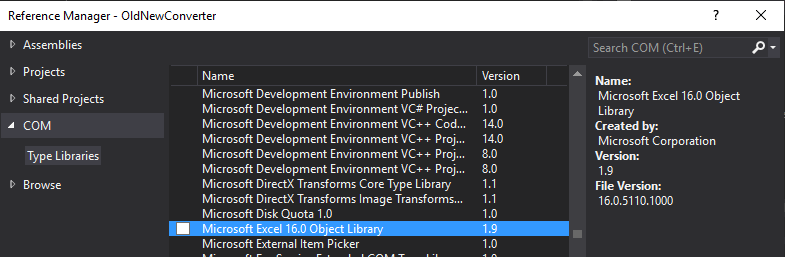 Reference Manager - OldNewConverter
Assemblies
Projects
Shared Projects
COM
Type Libraries
Browse
Name Version
Microsoft Development Environment Publish 1.0
Microsoft Development Environment VC# Projec... 1.0
Microsoft Development Environment VC++ Cod... 14.0
Microsoft Development Environment VC++ Proj... 14.0
Microsoft Development Environment VC++ Proj... 8.0
Microsoft Development Environment VC++ Proj... 8.0
Microsoft DirectX Transforms Core Type Library 1.1
Microsoft DirectX Transforms Image Transforms... 1.1
Microsoft Disk Quota 1.0 1.0
Microsoft Excel 16.0 Object Library 1.9
Microsoft External Item Picker 1.0
Search COM (Ctrl+E)
Name:
Microsoft Excel 16.0 Object
Library
Created by:
Microsoft Corporation
Version:
1.9
File Version:
16.0.5110.1000